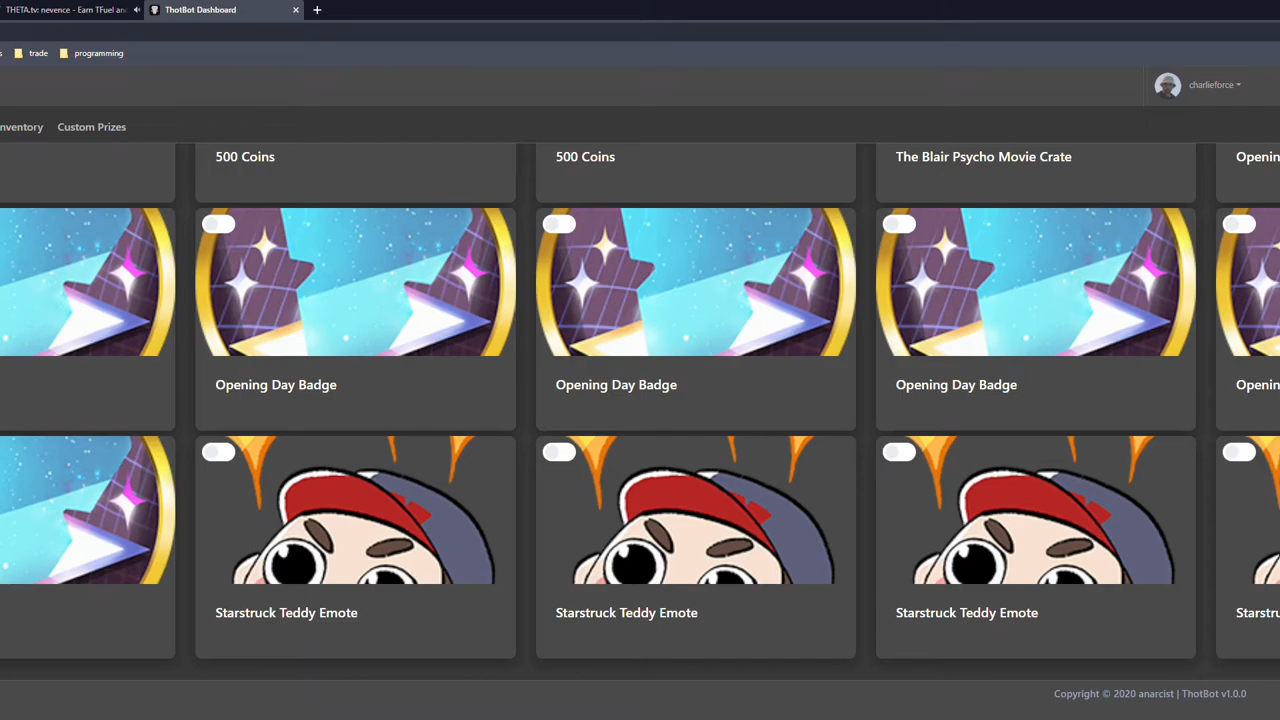 THETA.tv: nevence - Earn TFuel an
ThotBot Dashboard
trade
programming
charlieforce
nventory
Custom Prizes
500 Coins
500 Coins
The Blair Psycho Movie Crate
Openin
Opening Day Badge
Opening Day Badge
Opening Day Badge
Openin
Starstruck Teddy Emote
Starstruck Teddy Emote
Starstruck Teddy Emote
Starstru
Copyright © 2020 anarcist | ThotBot v1.0.0